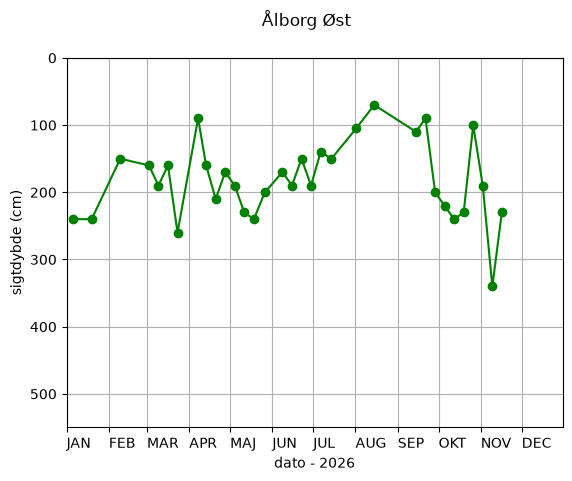 Ålborg Øst
0
100
200
300
400
500
sigtdybde (cm)
JAN FEB MAR APR MAJ JUN JUL AUG SEP OKT NOV DEC
dato - 2026